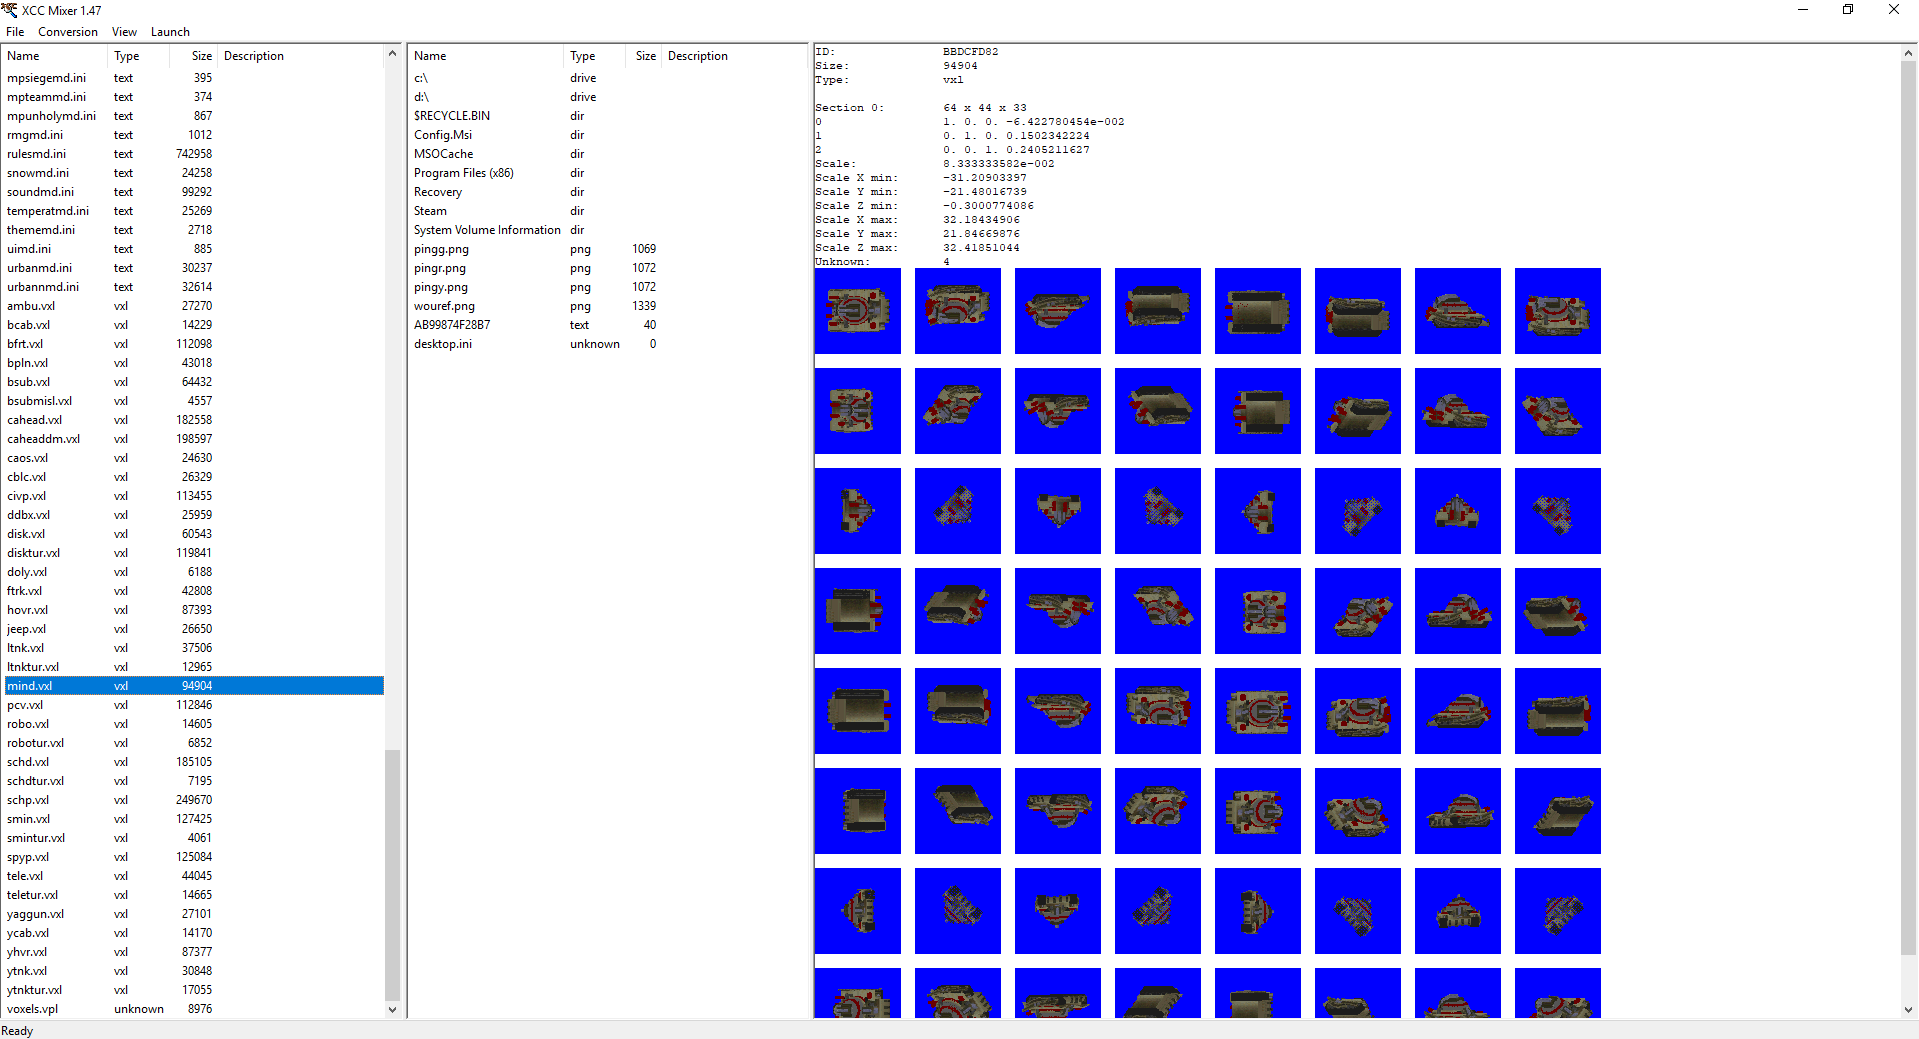 XCC Mixer 1.47
File Conversion View Launch
Name Type Size Description
mpsiegemd.ini text 395
mpteammd.ini text 374
mpunholymd.ini text 867
rmgmd.ini text 1012
rulesmd.ini text 742958
snowmd.ini text 24258
soundmd.ini text 99292
temperatmd.ini text 25269
thememd.ini text 2718
uimd.ini text 885
urbanmd.ini text 30237
urbannmd.ini text 32614
ambu.vxl vxl 27270
bcab.vxl vxl 14229
bfrt.vxl vxl 112098
bpln.vxl vxl 43018
bsub.vxl vxl 64432
bsubmisl.vxl vxl 4557
cahead.vxl vxl 182558
caheaddm.vxl vxl 198597
caos.vxl vxl 24630
cblc.vxl vxl 26329
civp.vxl vxl 113455
ddbx.vxl vxl 25959
disk.vxl vxl 60543
disktur.vxl vxl 119841
doly.vxl vxl 6188
ftrk.vxl vxl 42808
hovr.vxl vxl 87393
jeep.vxl vxl 26650
ltnk.vxl vxl 37506
ltnktur.vxl vxl 12965
mind.vxl vxl 94904
pcv.vxl vxl 112846
robo.vxl vxl 14605
robotur.vxl vxl 6852
schd.vxl vxl 185105
schdtur.vxl vxl 7195
schp.vxl vxl 249670
smin.vxl vxl 127425
smintur.vxl vxl 4061
spyp.vxl vxl 125084
tele.vxl vxl 44045
teletur.vxl vxl 14665
yaggun.vxl vxl 27101
ycab.vxl vxl 14170
yhvr.vxl vxl 87377
ytnk.vxl vxl 30848
ytnktur.vxl vxl 17055
voxels.vpl unknown 8976
Name Type Size Description
c:\ drive
d:\ drive
$RECYCLE.BIN dir
Config.Msi dir
MSOCache dir
Program Files (x86) dir
Recovery dir
Steam dir
System Volume Information dir
pingg.png png 1069
pingr.png png 1072
pingy.png png 1072
wouref.png png 1339
AB99874F28B7 text 40
desktop.ini unknown 0
ID: BBDCFD82
Size: 94904
Type: vxl
Section 0: 64 x 44 x 33
0 1. 0. 0. -6.422780454e-002
1 0. 1. 0. 0.1502342224
2 0. 0. 1. 0.2405211627
Scale: 8.333333582e-002
Scale X min: -31.20903397
Scale Y min: -21.48016739
Scale Z min: -0.3000774086
Scale X max: 32.18434906
Scale Y max: 21.84669876
Scale Z max: 32.41851044
Unknown: 4
Ready